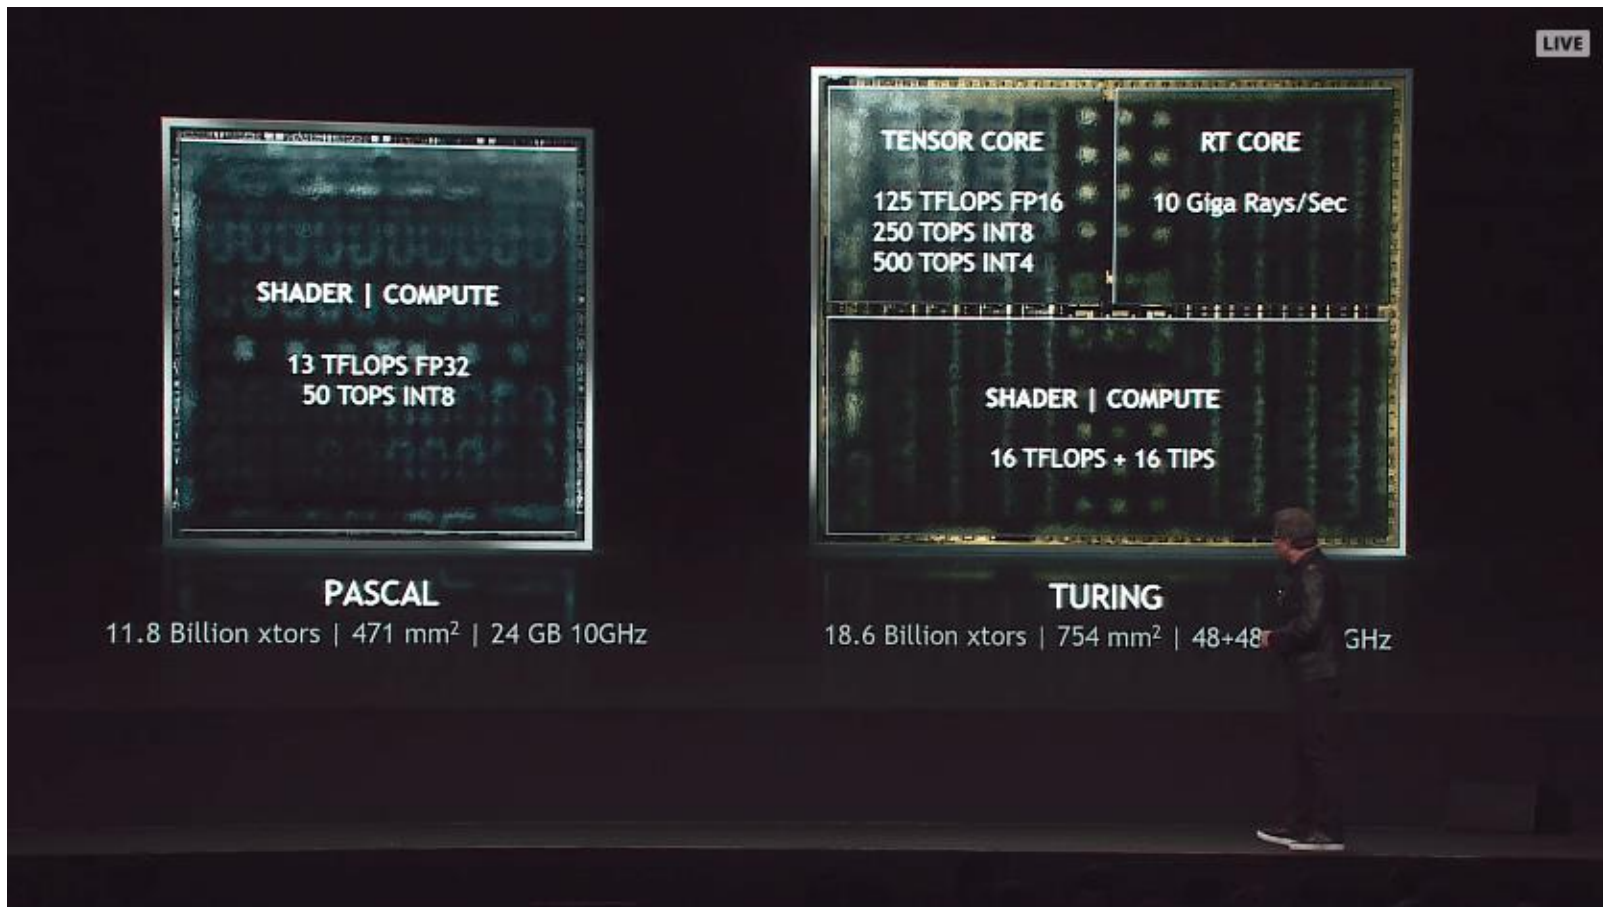 LIVE
SHADER | COMPUTE
13 TFLOPS FP32
50 TOPS INT8
PASCAL
11.8 Billion xtors | 471 mm² | 24 GB 10GHz
TENSOR CORE
125 TFLOPS FP16
250 TOPS INT8
500 TOPS INT4
RT CORE
10 Giga Rays/Sec
SHADER | COMPUTE
16 TFLOPS + 16 TIPS
TURING
18.6 Billion xtors | 754 mm² | 48+48 GHz